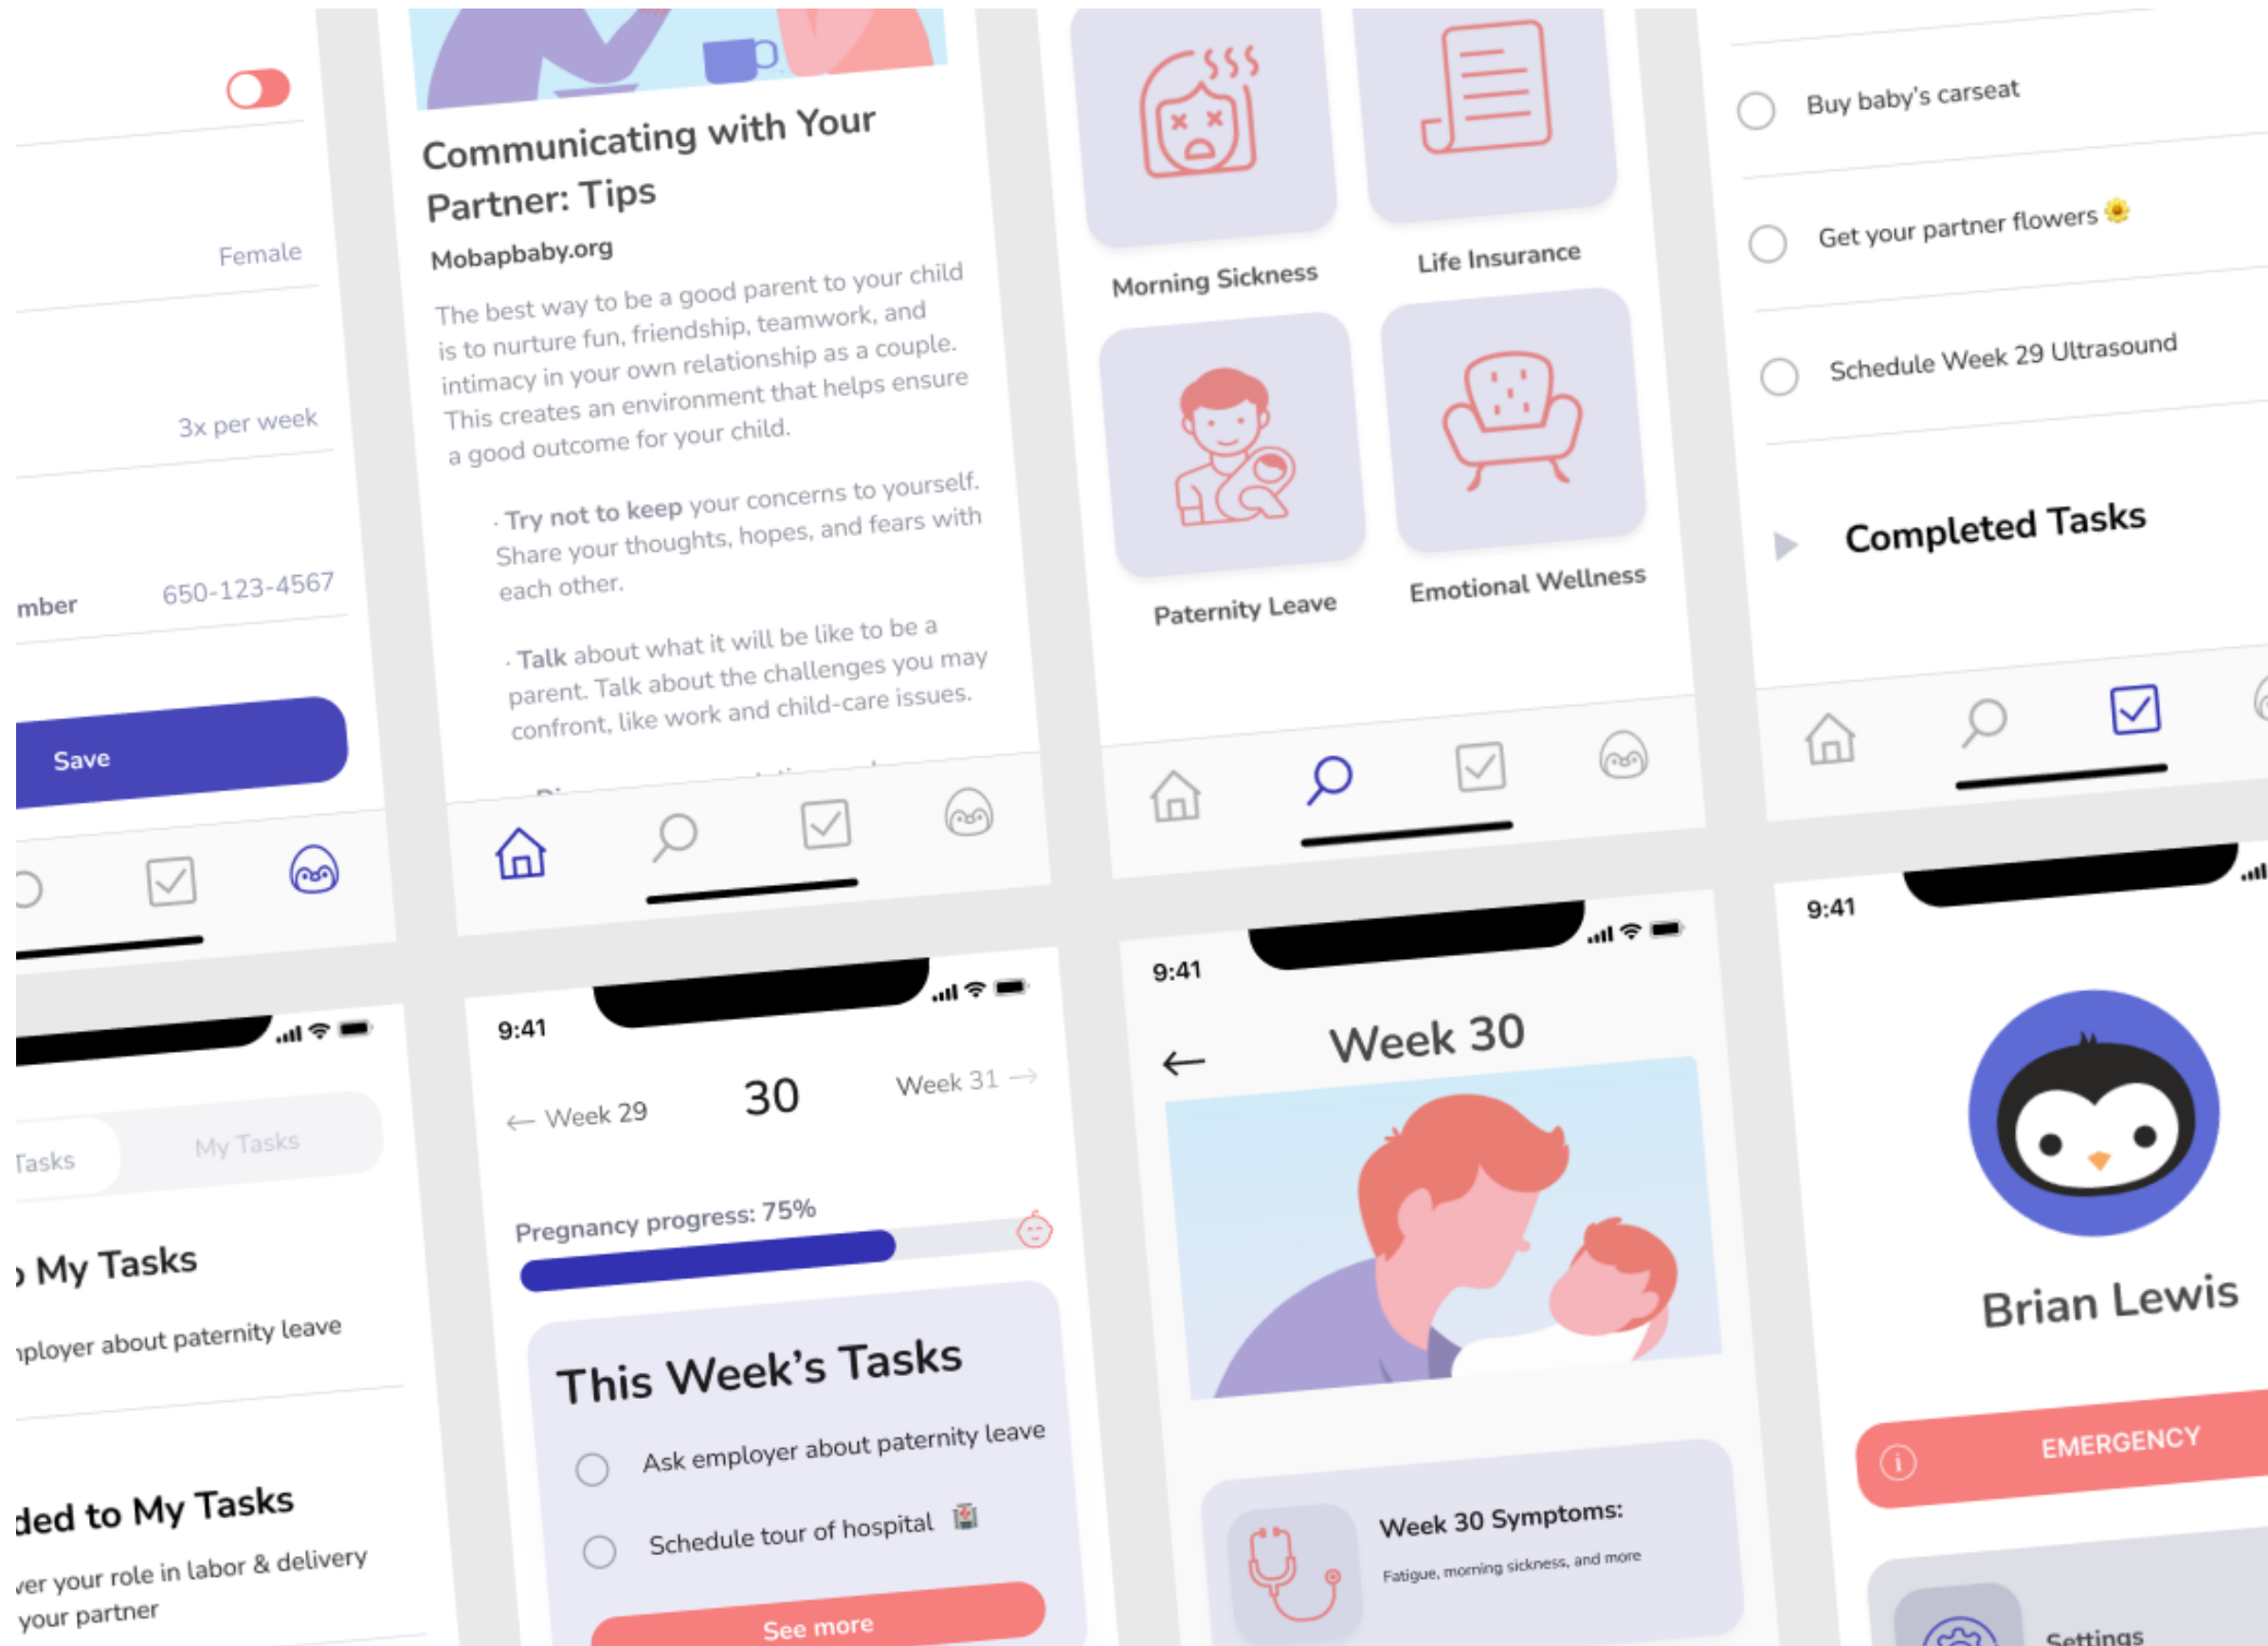 Female
3x per week
mber
650-123-4567
Save
Communicating with Your
Partner: Tips
Mobapbaby.org
The best way to be a good parent to your child
is to nurture fun, friendship, teamwork, and
intimacy in your own relationship as a couple.
This creates an environment that helps ensure
a good outcome for your child.
· Try not to keep your concerns to yourself.
Share your thoughts, hopes, and fears with
each other.
· Talk about what it will be like to be a
parent. Talk about the challenges you may
confront, like work and child-care issues.
Morning Sickness
Life Insurance
Paternity Leave
Emotional Wellness
Buy baby's carseat
Get your partner flowers 🌼
Schedule Week 29 Ultrasound
Completed Tasks
Tasks
My Tasks
My Tasks
ployer about paternity leave
ded to My Tasks
ver your role in labor & delivery
your partner
9:41
← Week 29
30
Week 31 →
Pregnancy progress: 75%
This Week's Tasks
Ask employer about paternity leave
Schedule tour of hospital 🏥
See more
9:41
← Week 30
Week 30 Symptoms:
Fatigue, morning sickness, and more
9:41
Brian Lewis
EMERGENCY
Settings